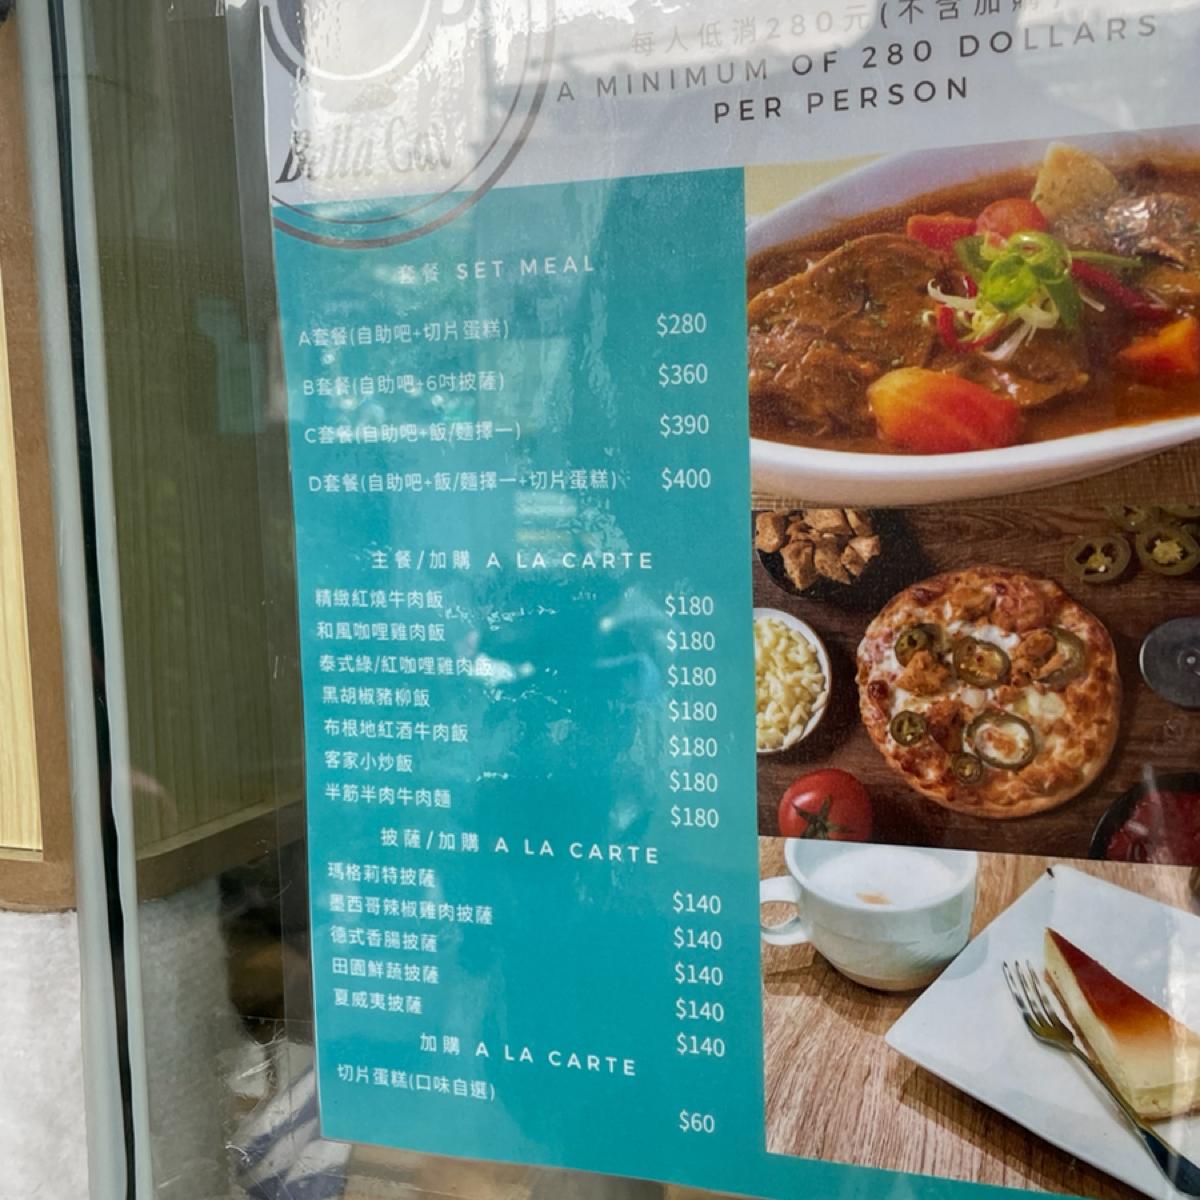 每人低消280元(不含加購)
A MINIMUM OF 280 DOLLARS
PER PERSON
Bella
套餐 SET MEAL
A套餐(自助吧+切片蛋糕) $280
B套餐(自助吧+6吋披薩) $360
C套餐(自助吧+飯/麵擇一) $390
D套餐(自助吧+飯/麵擇一+切片蛋糕) $400
主餐/加購 A LA CARTE
精緻紅燒牛肉飯 $180
和風咖哩雞肉飯 $180
泰式綠/紅咖哩雞肉飯 $180
黑胡椒豬柳飯 $180
布根地紅酒牛肉飯 $180
客家小炒飯 $180
半筋半肉牛肉麵 $180
披薩/加購 A LA CARTE
瑪格莉特披薩 $140
墨西哥辣椒雞肉披薩 $140
德式香腸披薩 $140
田園鮮蔬披薩 $140
夏威夷披薩 $140
加購 A LA CARTE
切片蛋糕(口味自選) $60